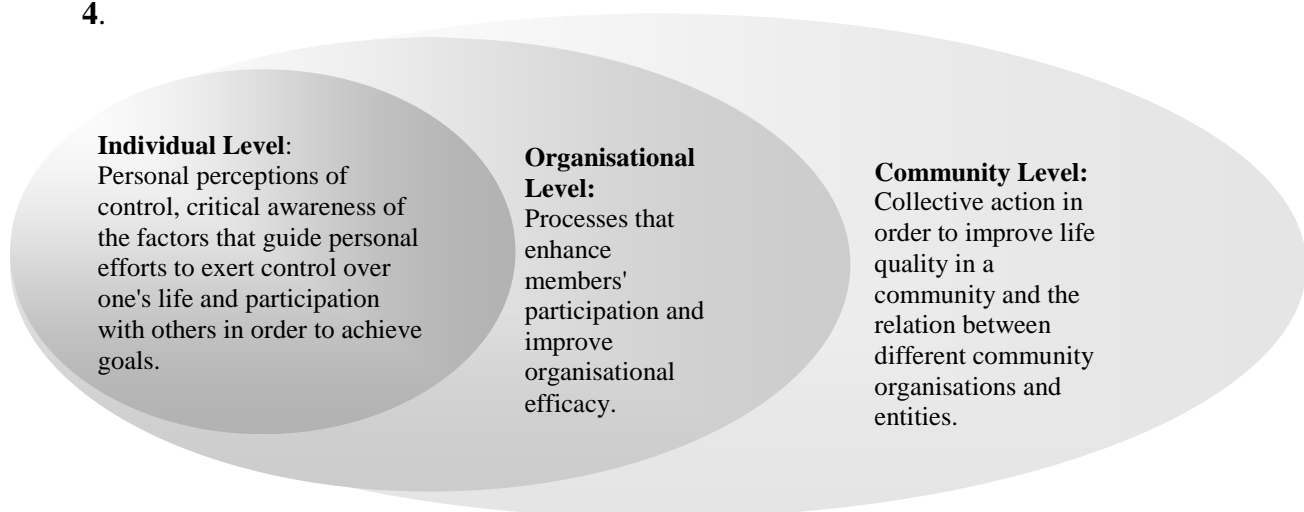 4.
Individual Level:
Personal perceptions of
control, critical awareness of
the factors that guide personal
efforts to exert control over
one's life and participation
with others in order to achieve
goals.
Organisational
Level:
Processes that
enhance
members'
participation and
improve
organisational
efficacy.
Community Level:
Collective action in
order to improve life
quality in a
community and the
relation between
different community
organisations and
entities.